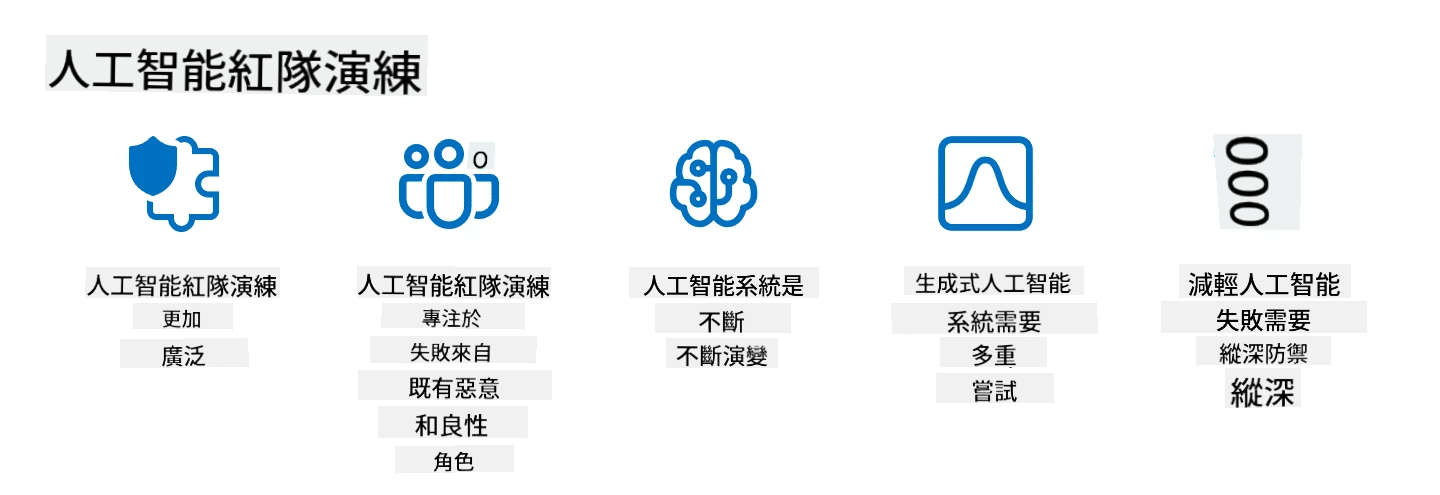 人工智能紅隊演練
o
000
人工智能紅隊演練
更加
廣泛
人工智能紅隊演練
專注於
失敗來自
既有惡意
和良性
角色
人工智能系統是
不斷
不斷演變
生成式人工智能
系統需要
多重
嘗試
減輕人工智能
失敗需要
縱深防禦
縱深